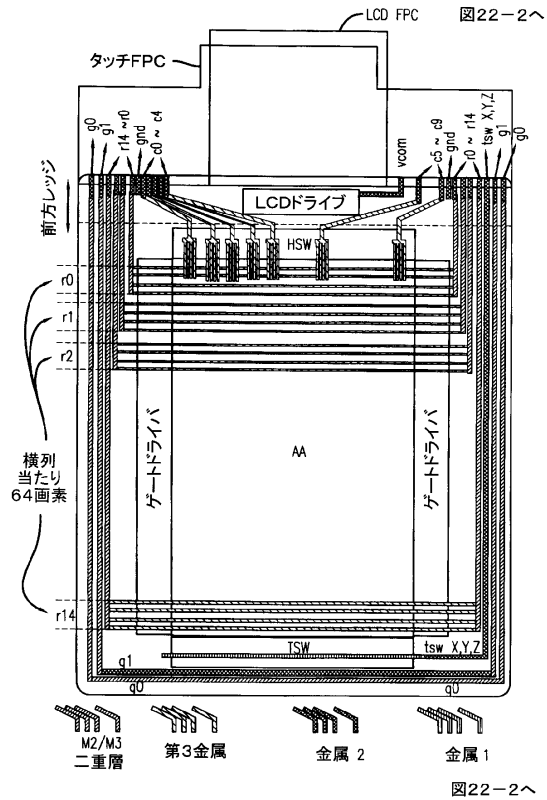 LCD FPC
図22-2へ
タッチFPC
g0
g1
r14 ~ r0
gnd
c0 ~ c4
vcom
c5 ~ c9
gnd
r0 ~ r14
tsw X,Y,Z
g1
g0
前方レッジ
LCDドライブ
HSW
r0
r1
r2
横列
当たり
64画素
ゲートドライバ
AA
ゲートドライバ
r14
TSW
tsw X,Y,Z
g1
g0
g0
M2/M3
二重層
第3金属
金属 2
金属 1
図22-2へ